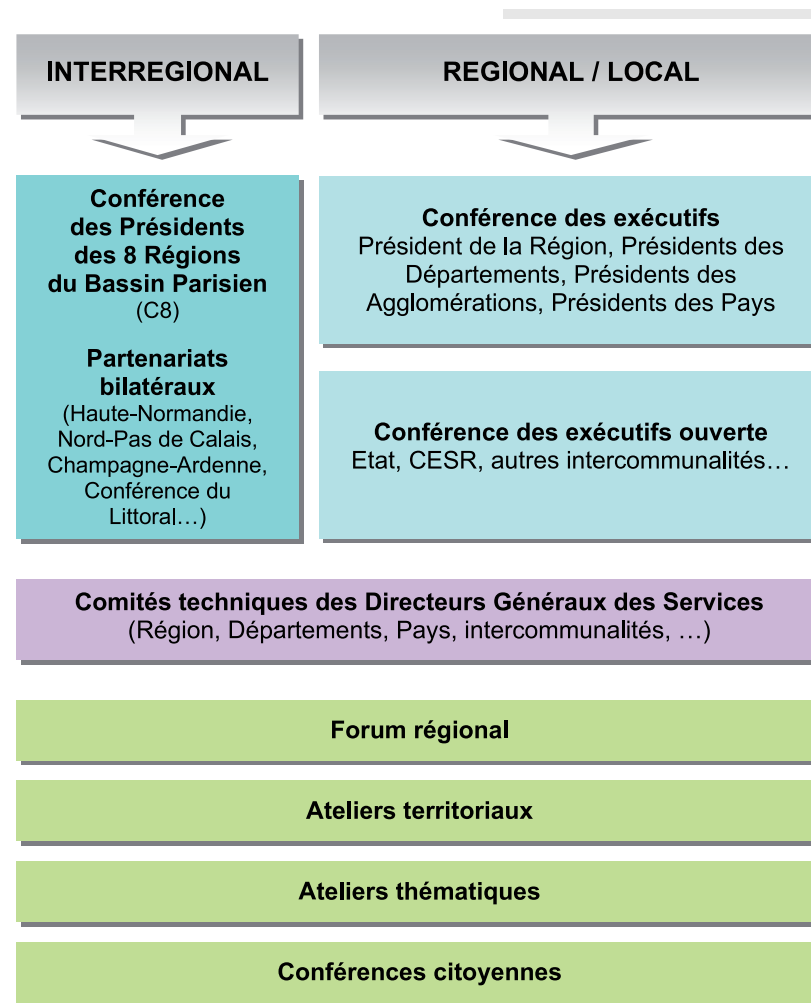 INTERREGIONAL
REGIONAL / LOCAL
Conférence
des Présidents
des 8 Régions
du Bassin Parisien
(C8)
Partenariats
bilatéraux
(Haute-Normandie,
Nord-Pas de Calais,
Champagne-Ardenne,
Conférence du
Littoral…)
Conférence des exécutifs
Président de la Région, Présidents des
Départements, Présidents des
Agglomérations, Présidents des Pays
Conférence des exécutifs ouverte
Etat, CESR, autres intercommunalités…
Comités techniques des Directeurs Généraux des Services
(Région, Départements, Pays, intercommunalités, …)
Forum régional
Ateliers territoriaux
Ateliers thématiques
Conférences citoyennes